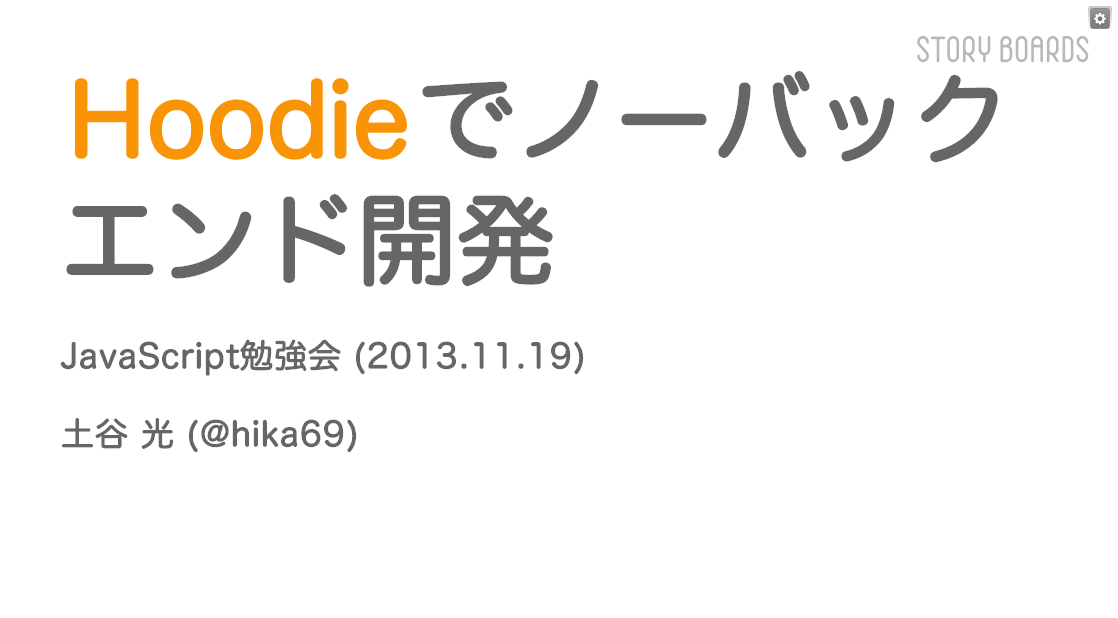 STORY BOARDS
Hoodieでノーバック
エンド開発
JavaScript勉強会 (2013.11.19)
土谷 光 (@hika69)